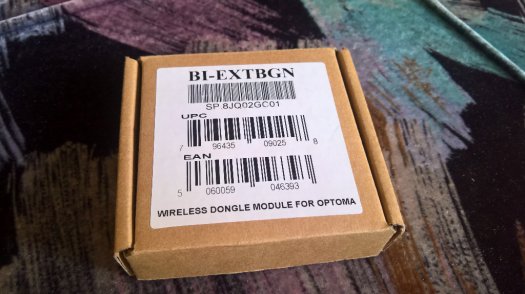 BI-EXTBGN
SP.8JQ02GC01
UPC
7 96435 09025 8
EAN
5 060059 046393
WIRELESS DONGLE MODULE FOR OPTOMA